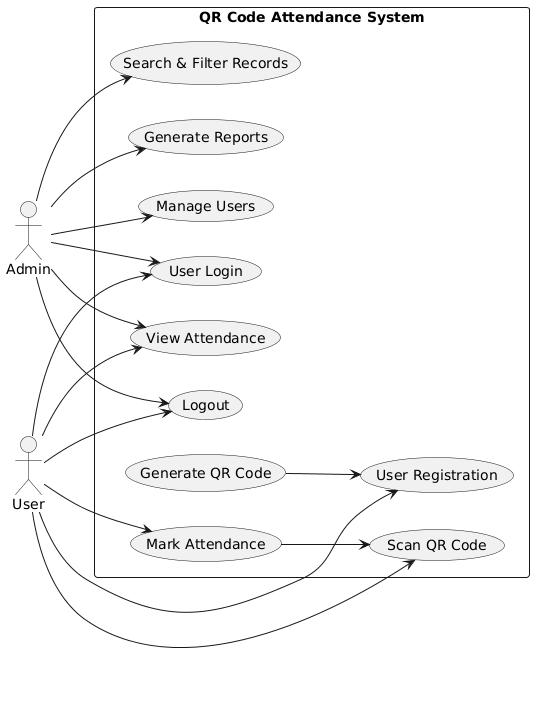 QR Code Attendance System
Search & Filter Records
Generate Reports
Manage Users
Admin
User Login
View Attendance
Logout
Generate QR Code
User Registration
User
Mark Attendance
Scan QR Code